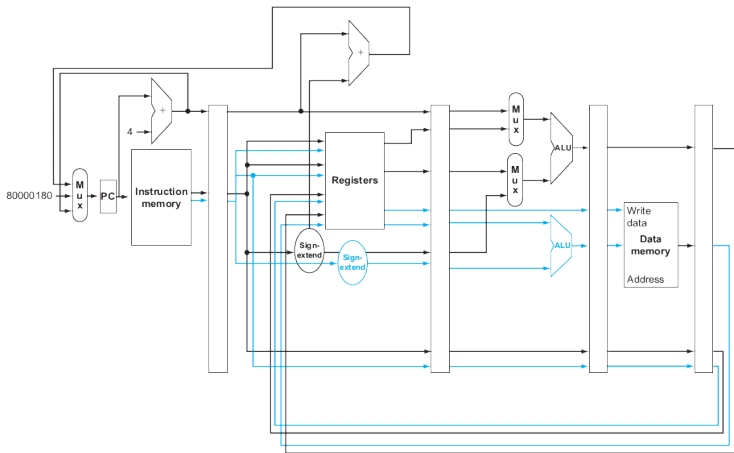 +
+
4
M
u
x
80000180
PC
Instruction
memory
Registers
Sign-
extend
Sign-
extend
M
u
x
M
u
x
ALU
ALU
Write
data
Data
memory
Address